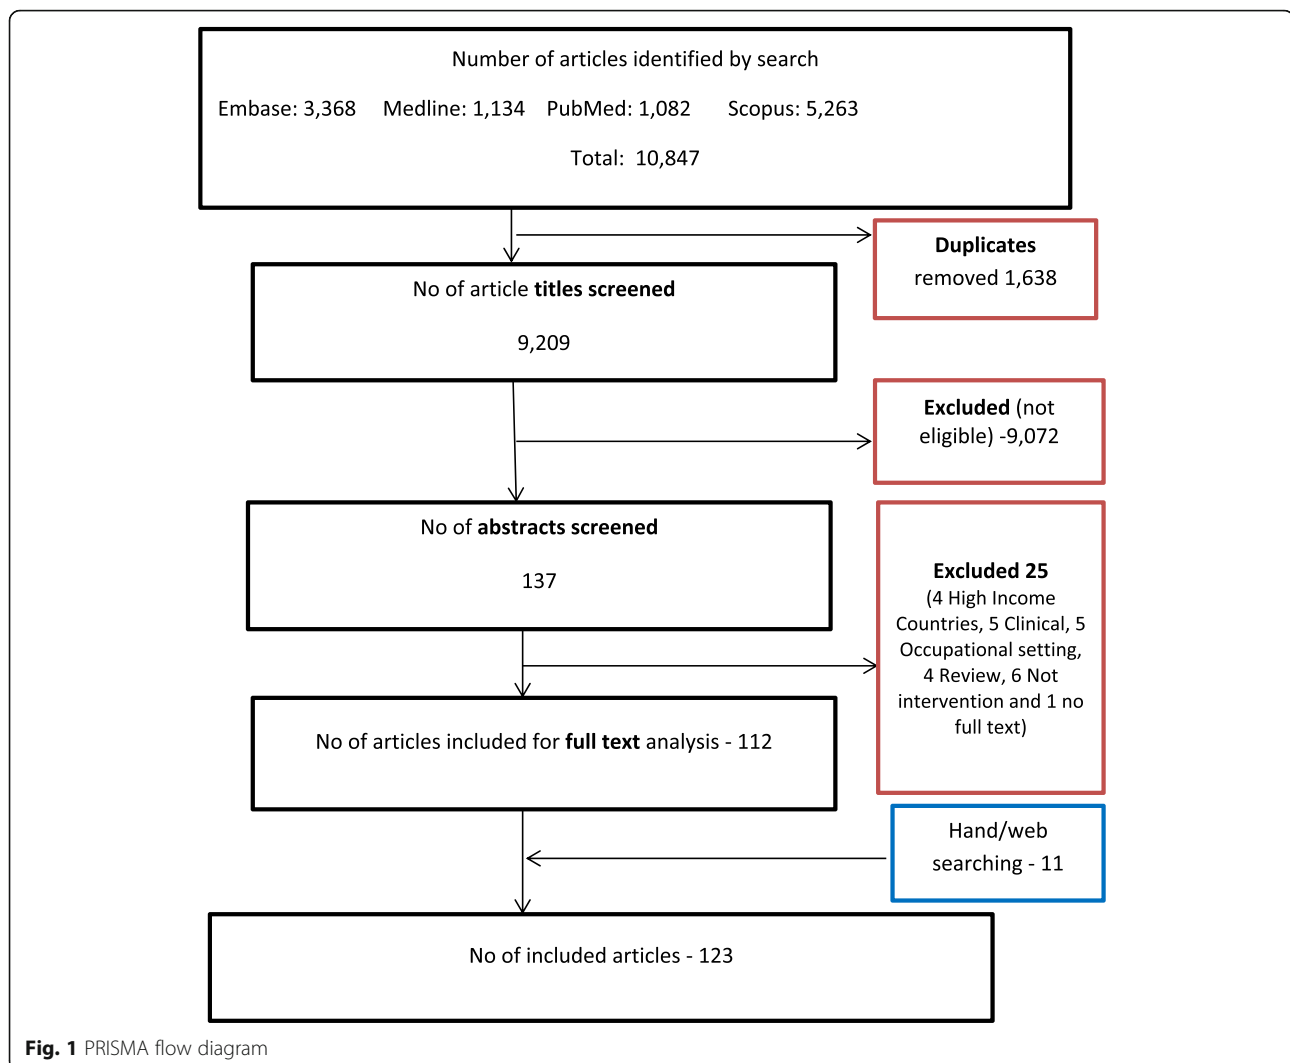 Number of articles identified by search
Embase: 3,368 Medline: 1,134 PubMed: 1,082 Scopus: 5,263
Total: 10,847
Duplicates
removed 1,638
No of article titles screened
9,209
Excluded (not
eligible) -9,072
No of abstracts screened
137
Excluded 25
(4 High Income
Countries, 5 Clinical, 5
Occupational setting,
4 Review, 6 Not
intervention and 1 no
full text)
No of articles included for full text analysis - 112
Hand/web
searching - 11
No of included articles - 123
Fig. 1 PRISMA flow diagram